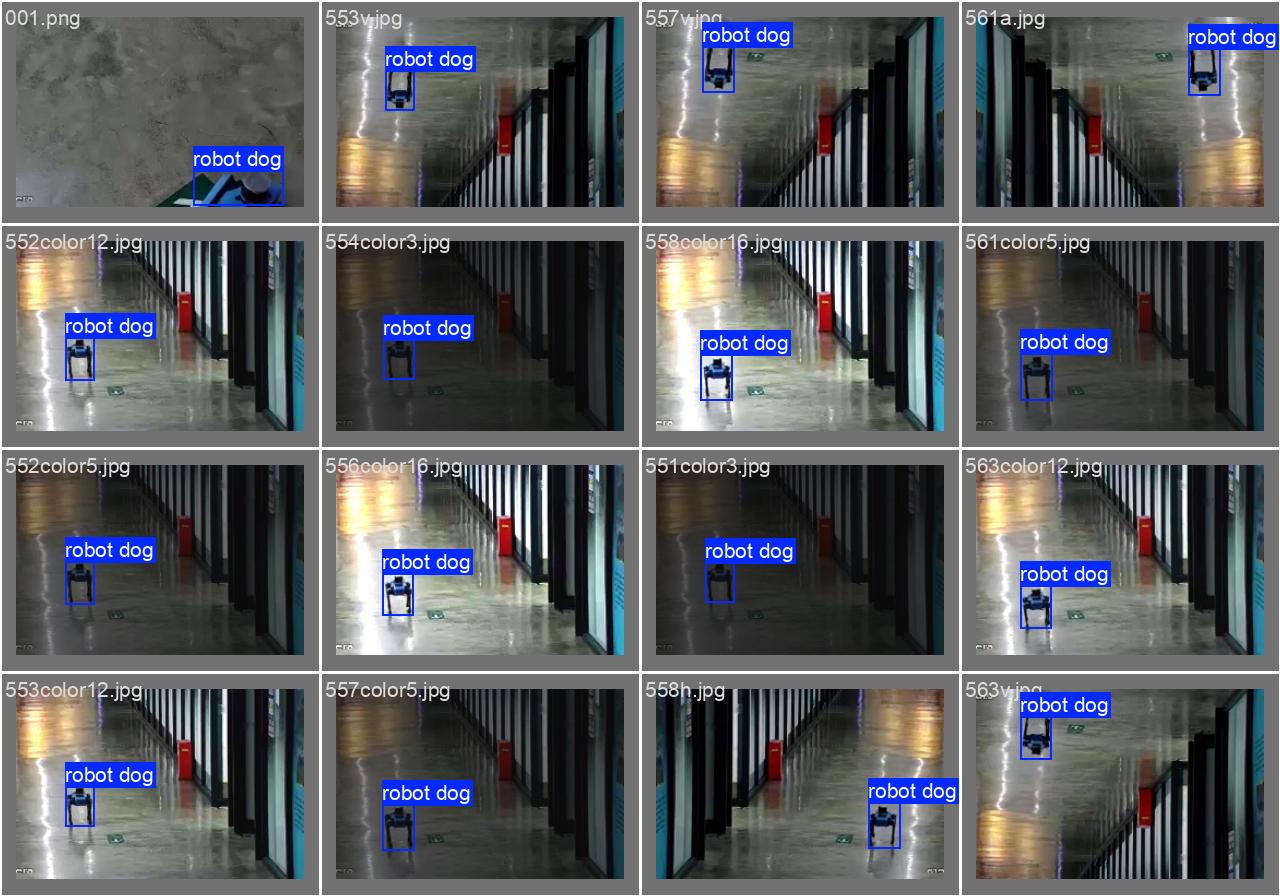 001.png
553v.jpg
557v.jpg
561a.jpg
robot dog
robot dog
robot dog
robot dog
552color12.jpg
554color3.jpg
558color16.jpg
561color5.jpg
robot dog
robot dog
robot dog
robot dog
552color5.jpg
556color16.jpg
551color3.jpg
563color12.jpg
robot dog
robot dog
robot dog
robot dog
553color12.jpg
557color5.jpg
558h.jpg
563v.jpg
robot dog
robot dog
robot dog
robot dog